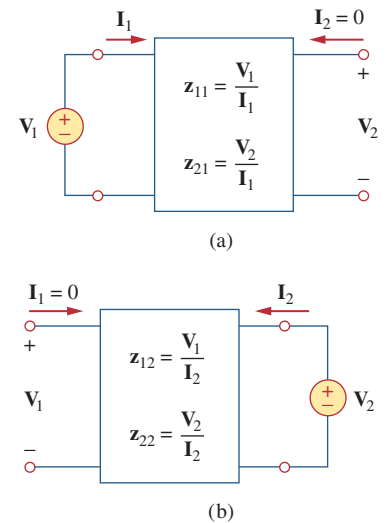 I₁ I₂ = 0
z₁₁ = V₁/I₁
+
V₁ + − V₂
z₂₁ = V₂/I₁
−
(a)
I₁ = 0 I₂
+
z₁₂ = V₁/I₂
V₁ + − V₂
z₂₂ = V₂/I₂
−
(b)